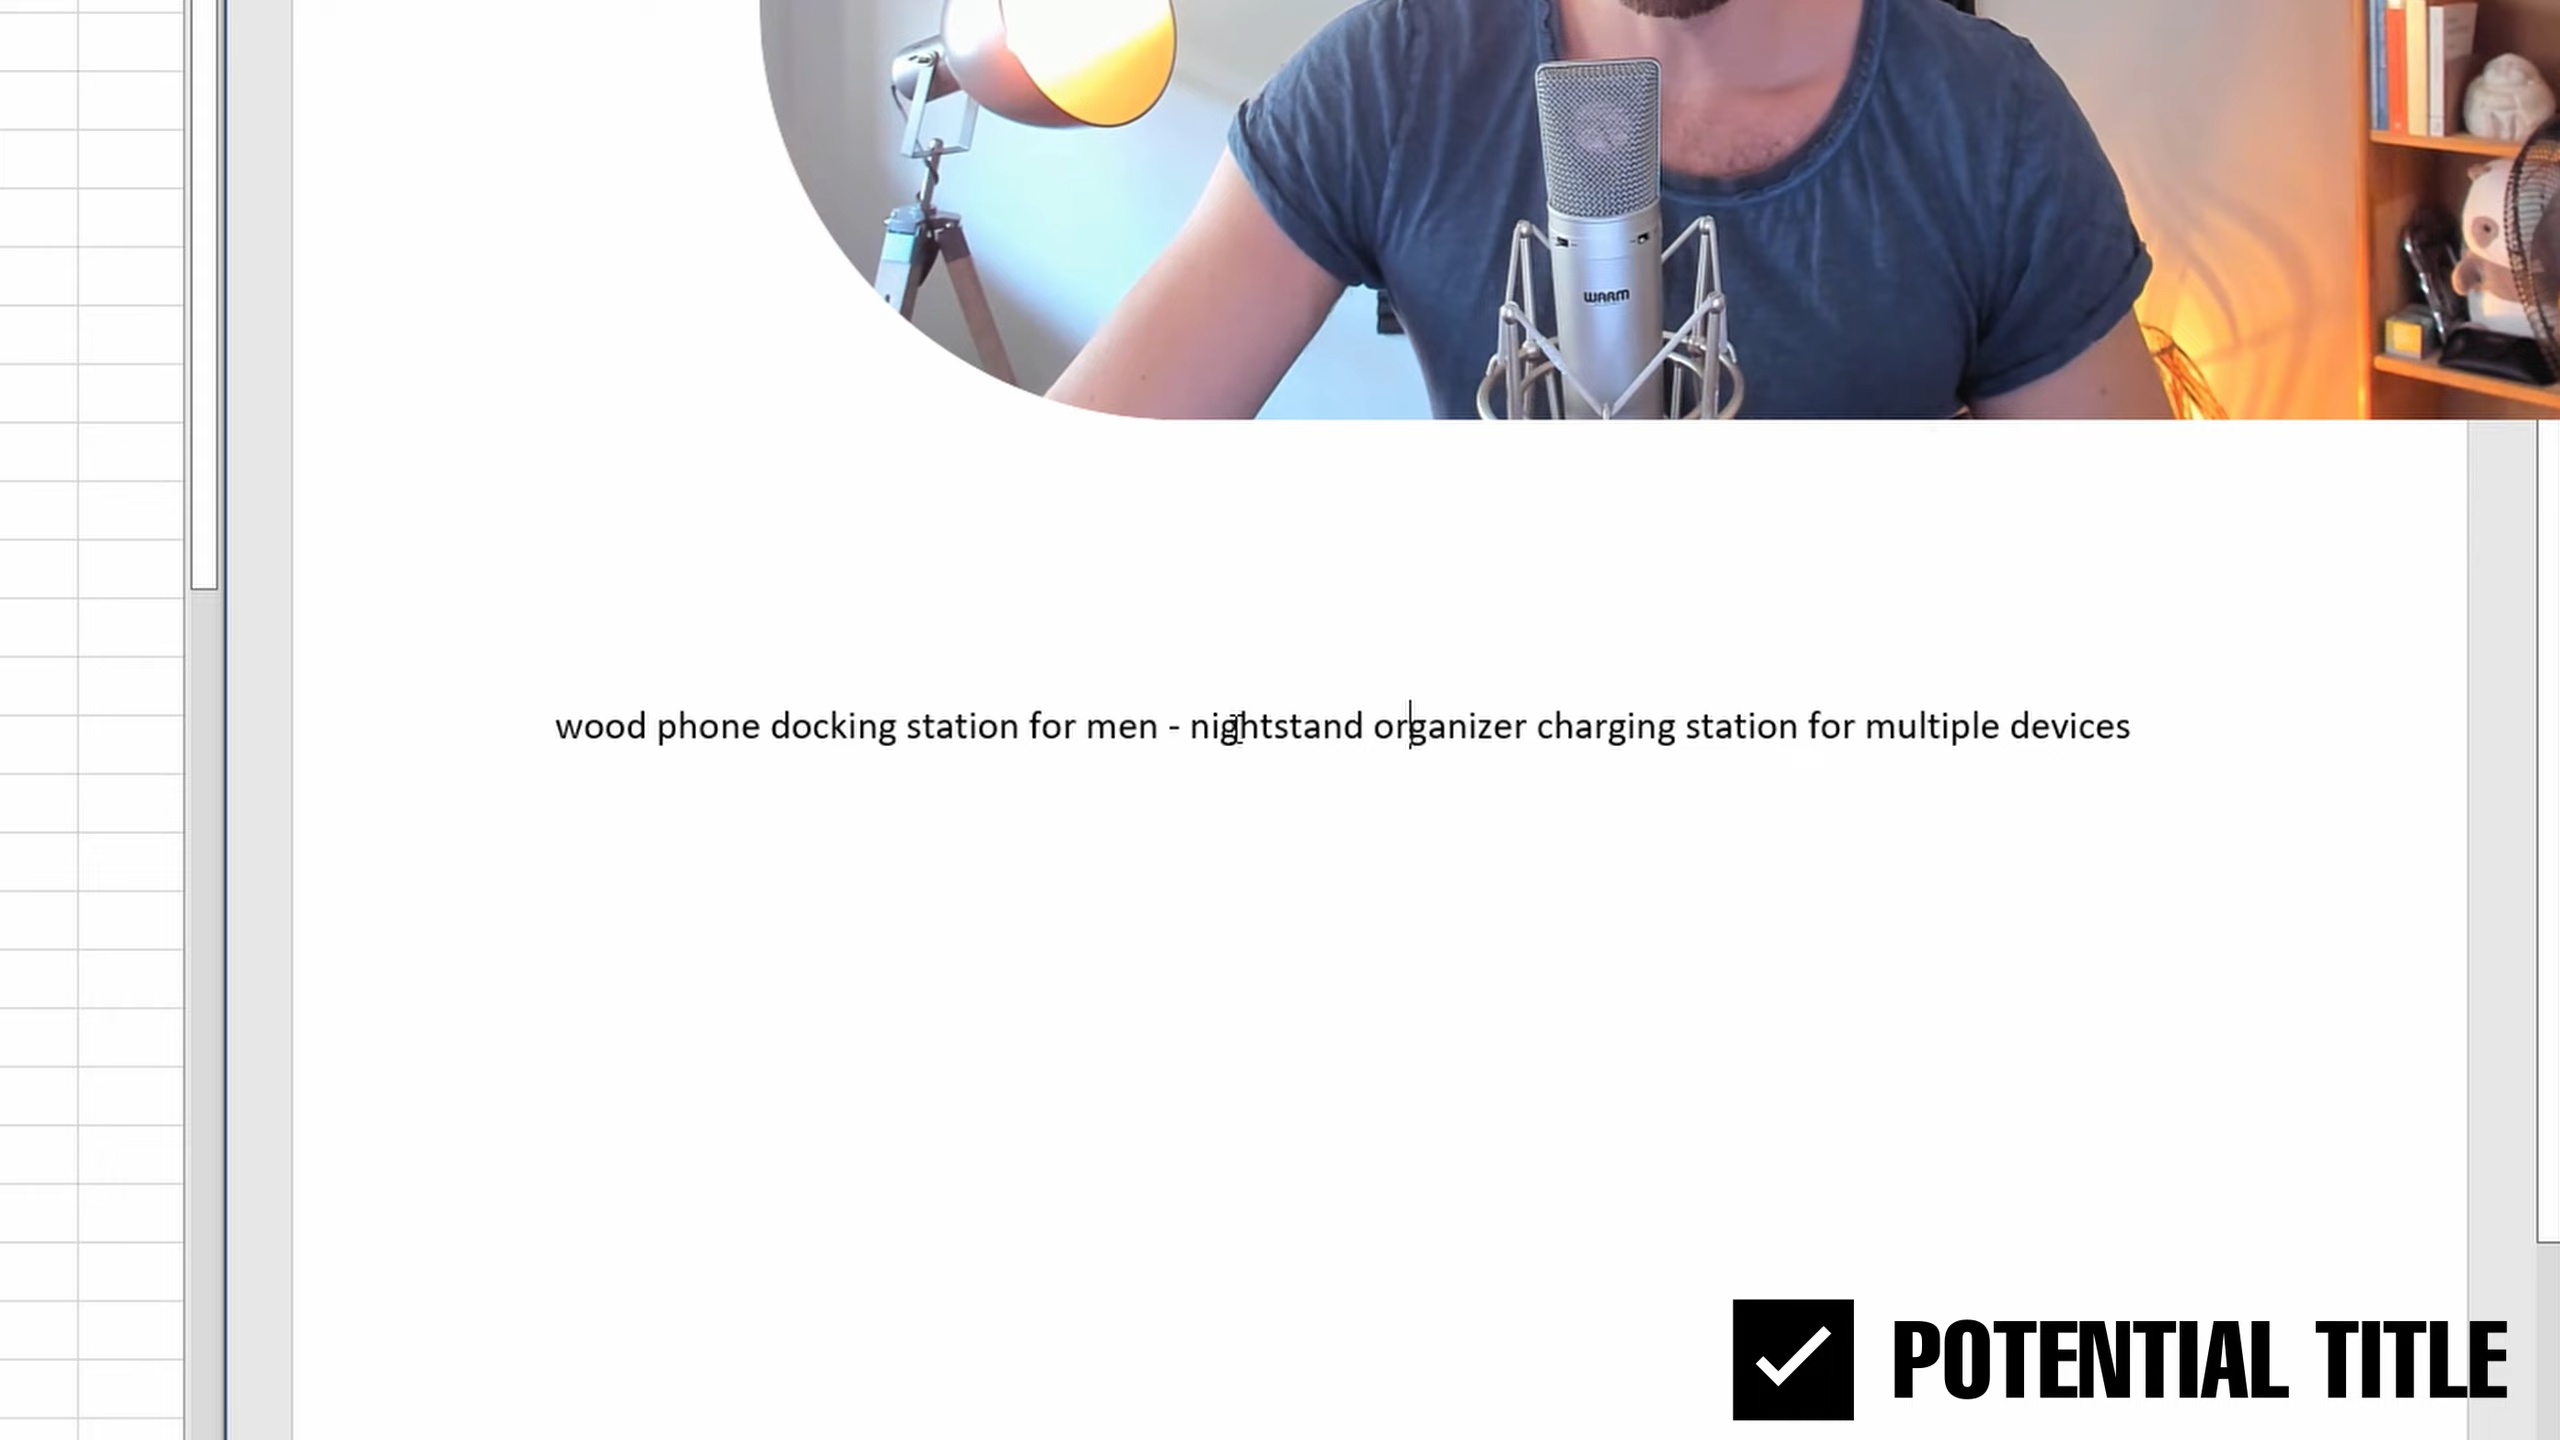 WARM
wood phone docking station for men - nightstand organizer charging station for multiple devices
POTENTIAL TITLE